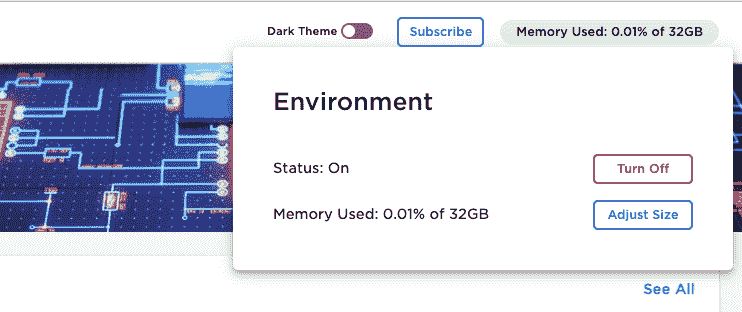 Dark Theme Subscribe Memory Used: 0.01% of 32GB
Environment
Status: On Turn Off
Memory Used: 0.01% of 32GB Adjust Size
See All